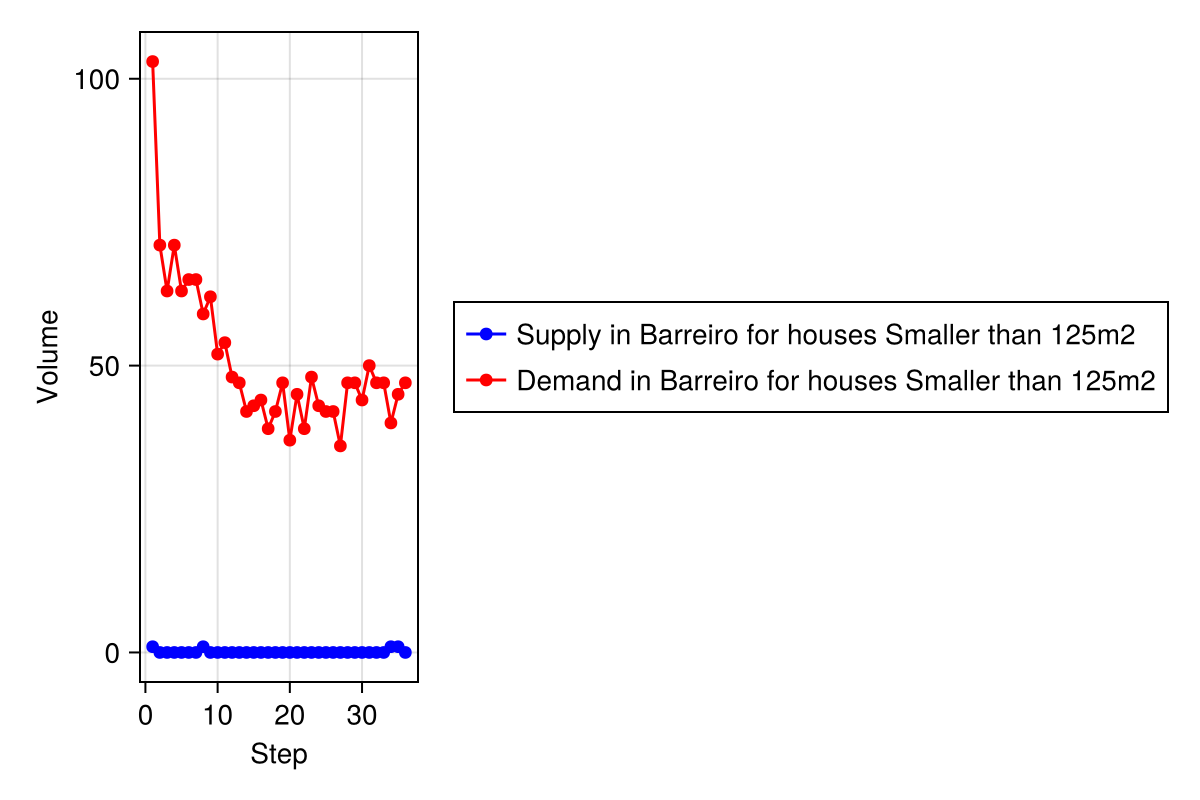 100
50
0
Volume
0 10 20 30
Step
Supply in Barreiro for houses Smaller than 125m2
Demand in Barreiro for houses Smaller than 125m2